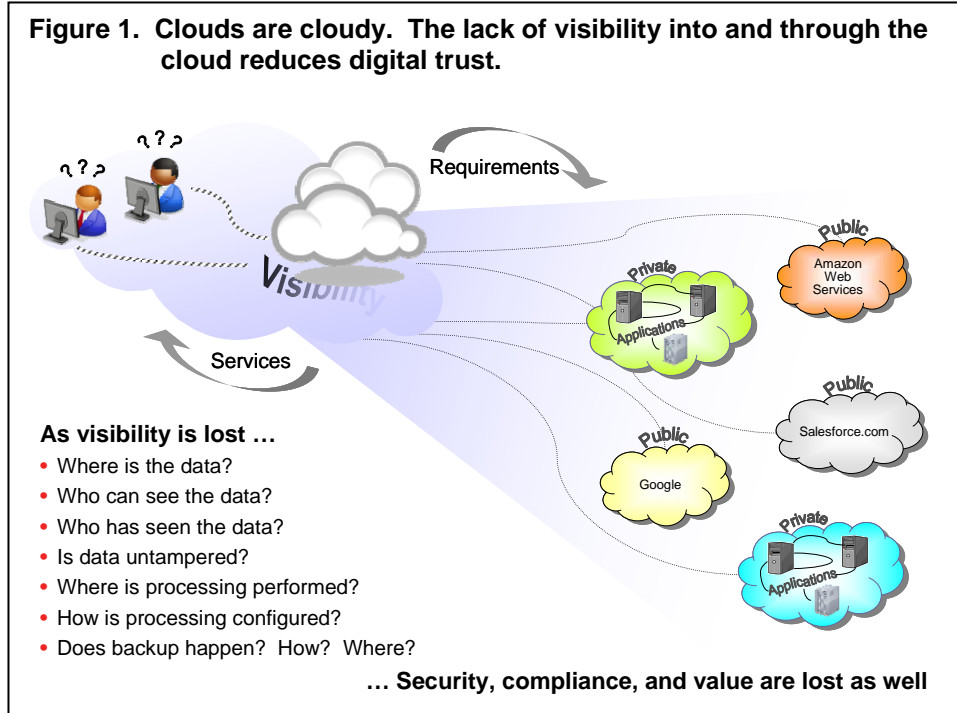 Figure 1. Clouds are cloudy. The lack of visibility into and through the
cloud reduces digital trust.
? ? ?
? ? ?
Requirements
Visibility
Services
Public
Amazon
Web
Services
Private
Applications
Public
Salesforce.com
Public
Google
Private
Applications
As visibility is lost …
• Where is the data?
• Who can see the data?
• Who has seen the data?
• Is data untampered?
• Where is processing performed?
• How is processing configured?
• Does backup happen? How? Where?
… Security, compliance, and value are lost as well